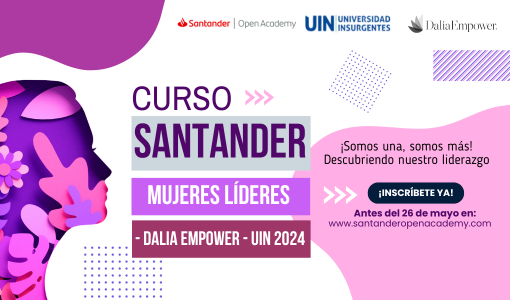 Santander | Open Academy
UIN UNIVERSIDAD INSURGENTES
DaliaEmpower.
CURSO
SANTANDER
MUJERES LÍDERES
- DALIA EMPOWER - UIN 2024
¡Somos una, somos más!
Descubriendo nuestro liderazgo
¡INSCRÍBETE YA!
Antes del 26 de mayo en:
www.santanderopenacademy.com